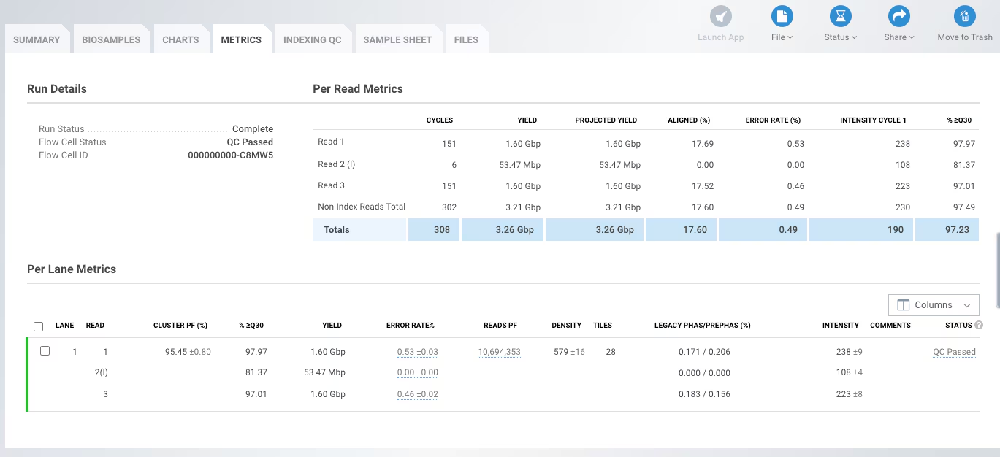 Launch App File Status Share Move to Trash
SUMMARY BIOSAMPLES CHARTS METRICS INDEXING QC SAMPLE SHEET FILES
Run Details
Run Status Complete
Flow Cell Status QC Passed
Flow Cell ID 000000000-C8MW5
Per Read Metrics
CYCLES YIELD PROJECTED YIELD ALIGNED (%) ERROR RATE (%) INTENSITY CYCLE 1 % ≥Q30
Read 1 151 1.60 Gbp 1.60 Gbp 17.69 0.53 238 97.97
Read 2 (I) 6 53.47 Mbp 53.47 Mbp 0.00 0.00 108 81.37
Read 3 151 1.60 Gbp 1.60 Gbp 17.52 0.46 223 97.01
Non-Index Reads Total 302 3.21 Gbp 3.21 Gbp 17.60 0.49 230 97.49
Totals 308 3.26 Gbp 3.26 Gbp 17.60 0.49 190 97.23
Per Lane Metrics
Columns
LANE READ CLUSTER PF (%) % ≥Q30 YIELD ERROR RATE% READS PF DENSITY TILES LEGACY PHAS/PREPHAS (%) INTENSITY COMMENTS STATUS ?
1 1 95.45 ±0.80 97.97 1.60 Gbp 0.53 ±0.03 10,694,353 579 ±16 28 0.171 / 0.206 238 ±9 QC Passed
2(I) 81.37 53.47 Mbp 0.00 ±0.00 0.000 / 0.000 108 ±4
3 97.01 1.60 Gbp 0.46 ±0.02 0.183 / 0.156 223 ±8